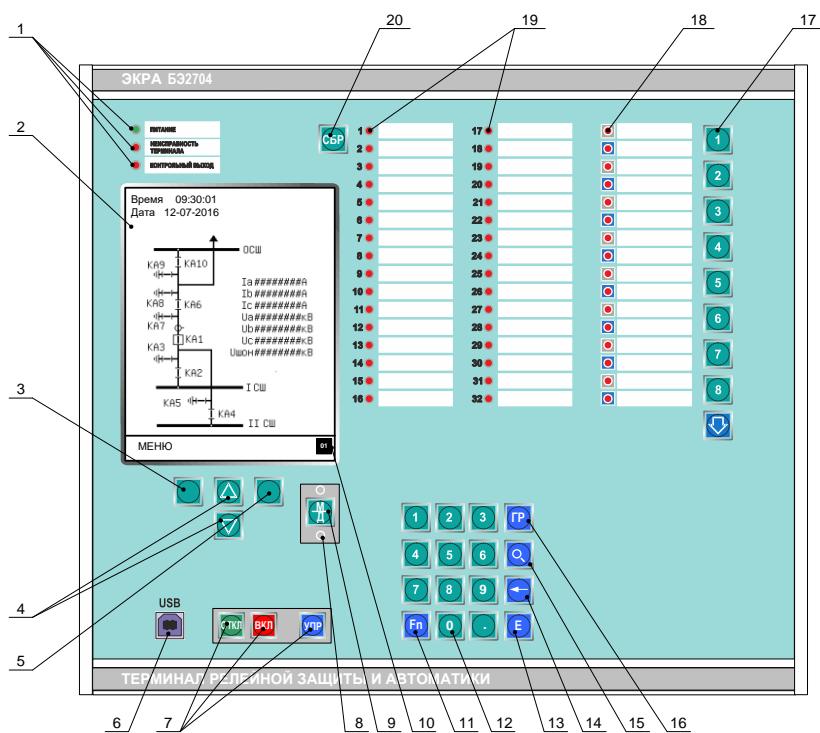 20
19
18
17
1
ЭКРА БЭ2704
2
ПИТАНИЕ
НЕИСПРАВНОСТЬ
ТЕРМИНАЛА
КОНТРОЛЬНЫЙ ВЫХОД
СБР
1
2
3
4
5
6
7
8
9
10
11
12
13
14
15
16
17
18
19
20
21
22
23
24
25
26
27
28
29
30
31
32
1
2
3
4
5
6
7
8
Время 09:30:01
Дата 12-07-2016
ОСШ
КА9
КА10
Ia########А
Ib########А
Ic########А
Ua########кВ
Ub########кВ
Uc########кВ
Uшон########кВ
КА8
КА6
КА7
КА1
КА3
КА2
I СШ
КА5
КА4
II СШ
МЕНЮ
01
3
М
Д
1
2
3
ГР
4
5
6
7
8
9
Fn
0
.
E
4
USB
ОТКЛ
ВКЛ
УПР
5
ТЕРМИНАЛ РЕЛЕЙНОЙ ЗАЩИТЫ И АВТОМАТИКИ
6
7
8
9
10
11
12
13
14
15
16